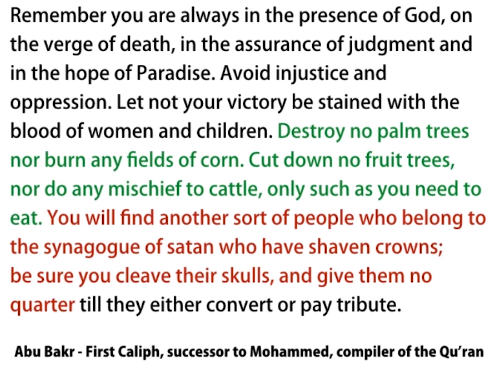 Remember you are always in the presence of God, on
the verge of death, in the assurance of judgment and
in the hope of Paradise. Avoid injustice and
oppression. Let not your victory be stained with the
blood of women and children. Destroy no palm trees
nor burn any fields of corn. Cut down no fruit trees,
nor do any mischief to cattle, only such as you need to
eat. You will find another sort of people who belong to
the synagogue of satan who have shaven crowns;
be sure you cleave their skulls, and give them no
quarter till they either convert or pay tribute.
Abu Bakr - First Caliph, successor to Mohammed, compiler of the Qu'ran